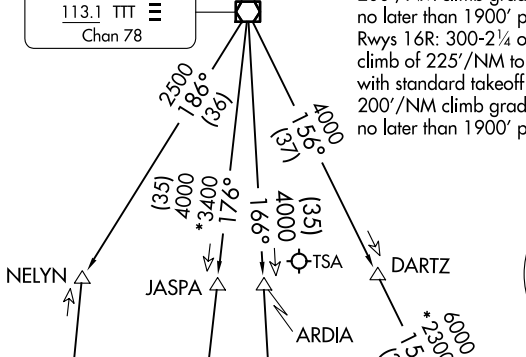 113.1 TTT
Chan 78
no later than 1900' p
Rwys 16R: 300-2¼ o
climb of 225'/NM to
with standard takeoff
200'/NM climb grad
no later than 1900' p
2500
186°
(36)
4000
156°
(37)
(35)
4000
*3400
176°
166°
4000
(35)
TSA
NELYN
JASPA
DARTZ
ARDIA
6000
*2300